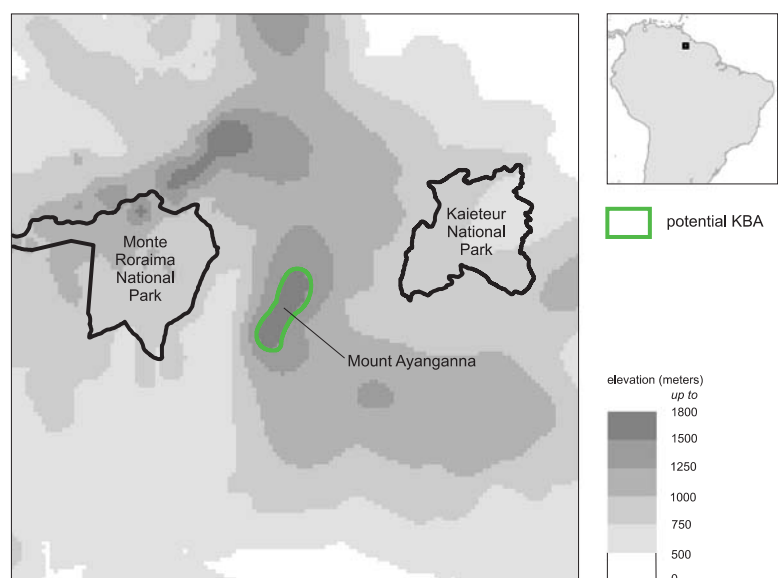 Monte
Roraima
National
Park
Kaieteur
National
Park
Mount Ayanganna
potential KBA
elevation (meters)
up to
1800
1500
1250
1000
750
500
0